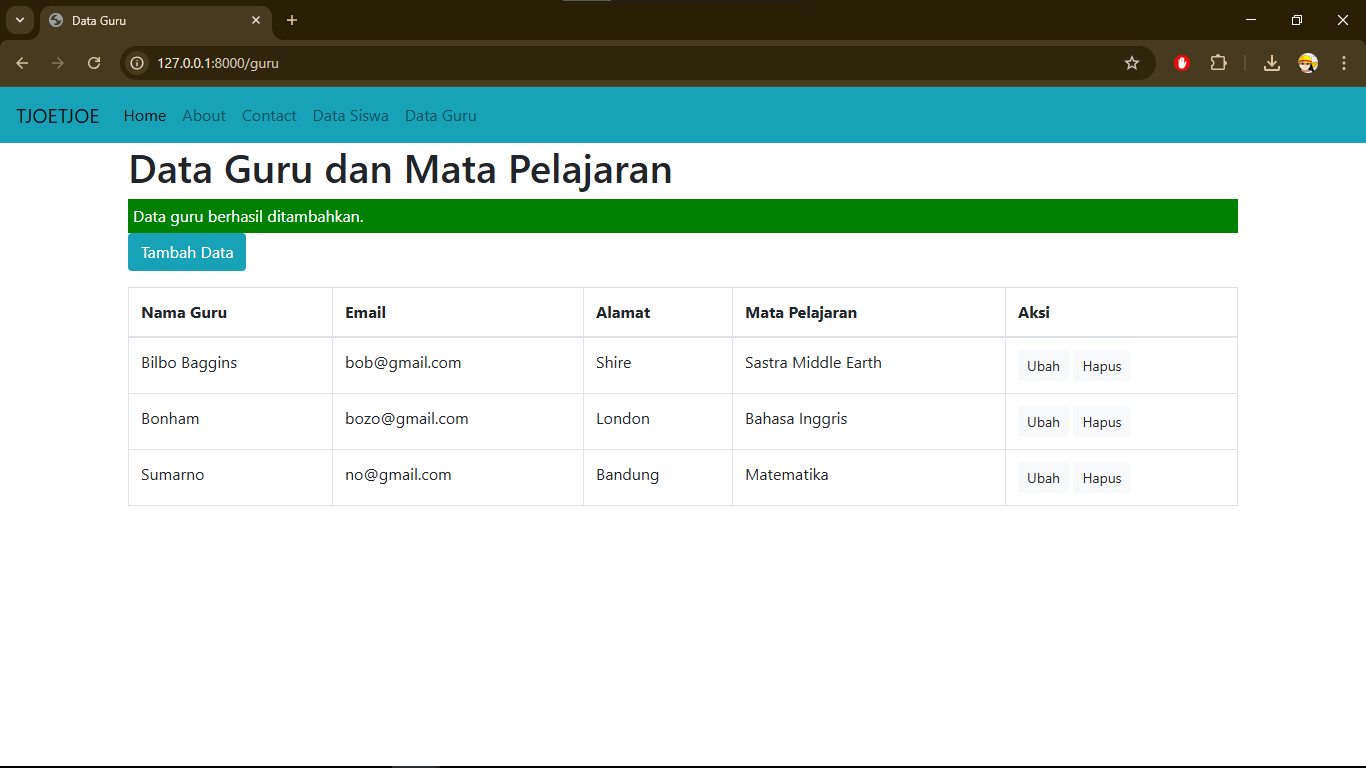 Data Guru
127.0.0.1:8000/guru
TJOETJOE Home About Contact Data Siswa Data Guru
Data Guru dan Mata Pelajaran
Data guru berhasil ditambahkan.
Tambah Data
Nama Guru Email Alamat Mata Pelajaran Aksi
Bilbo Baggins bob@gmail.com Shire Sastra Middle Earth Ubah Hapus
Bonham bozo@gmail.com London Bahasa Inggris Ubah Hapus
Sumarno no@gmail.com Bandung Matematika Ubah Hapus